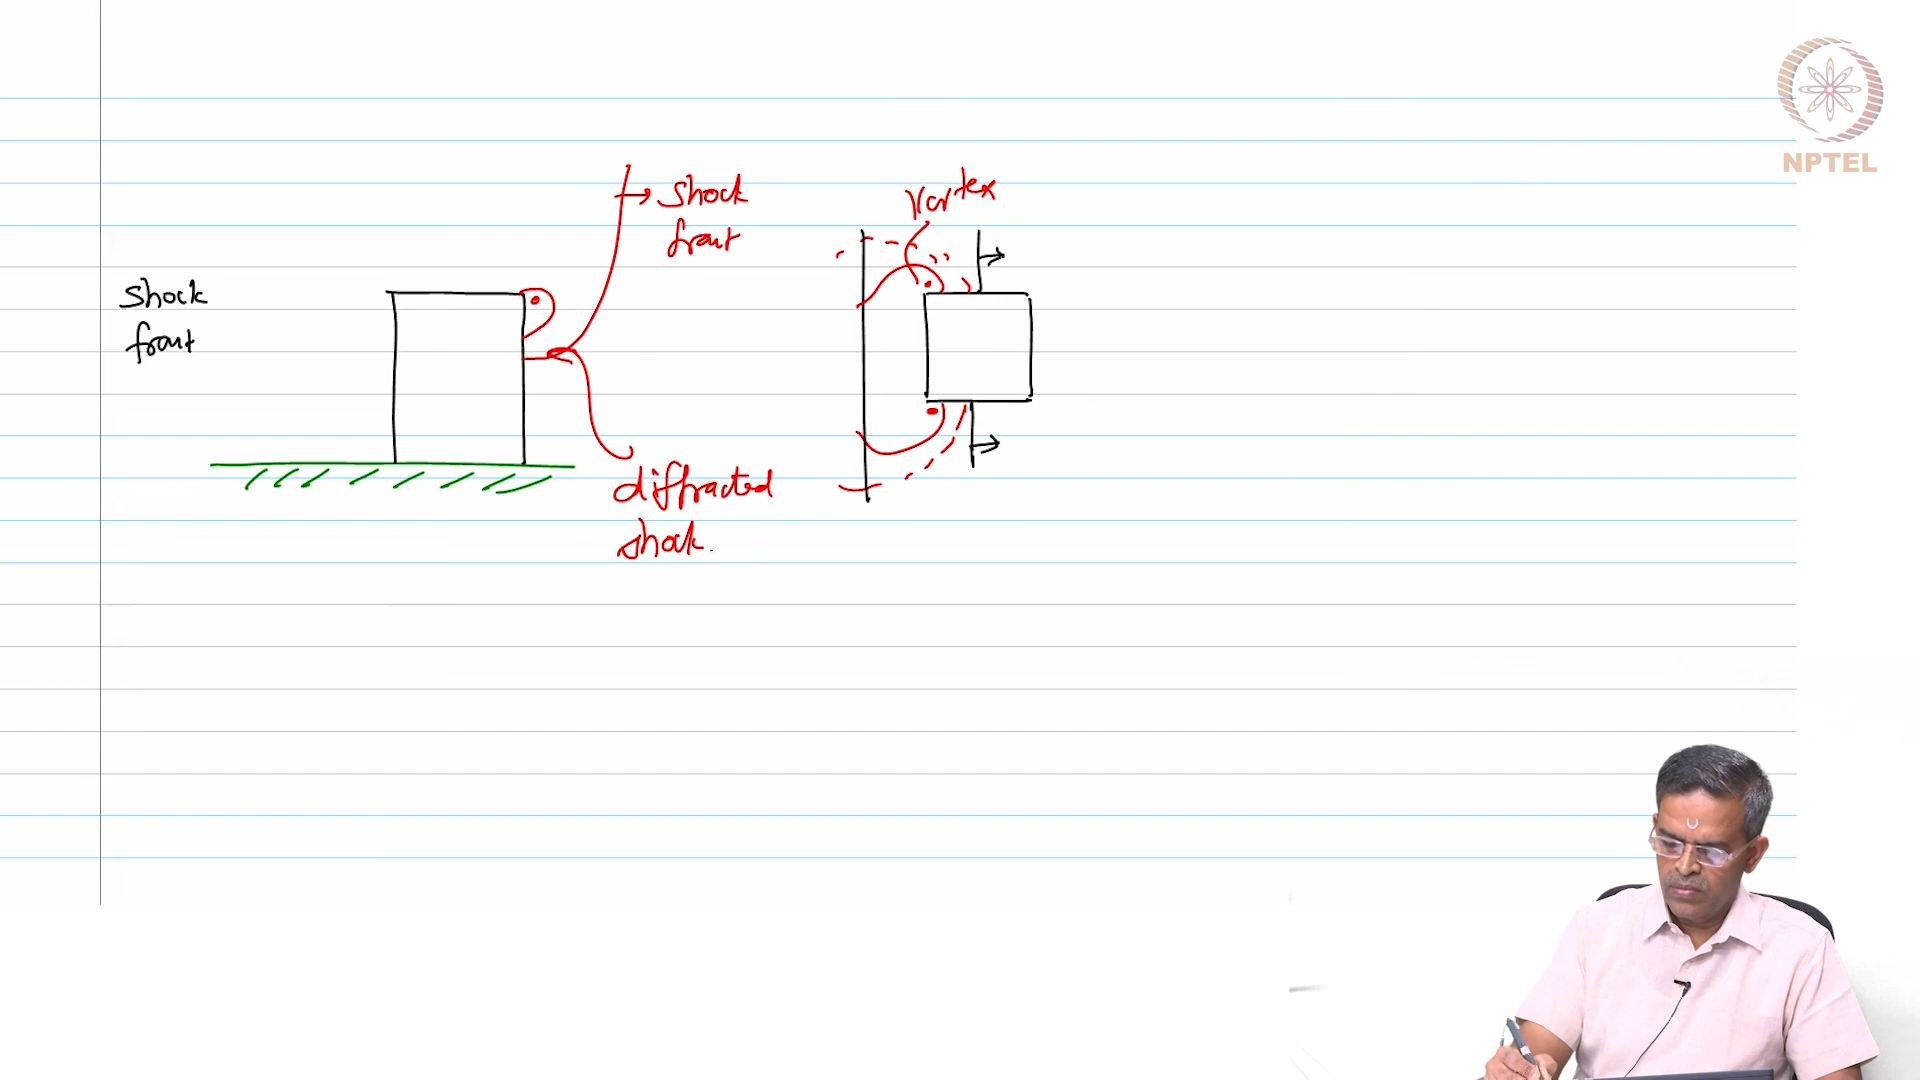 Shock
front
Shock
front
diffracted
shock.
Vortex
NPTEL